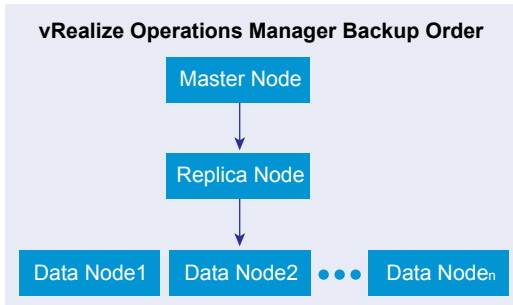 vRealize Operations Manager Backup Order
Master Node
Replica Node
Data Node1
Data Node2
Data Noden